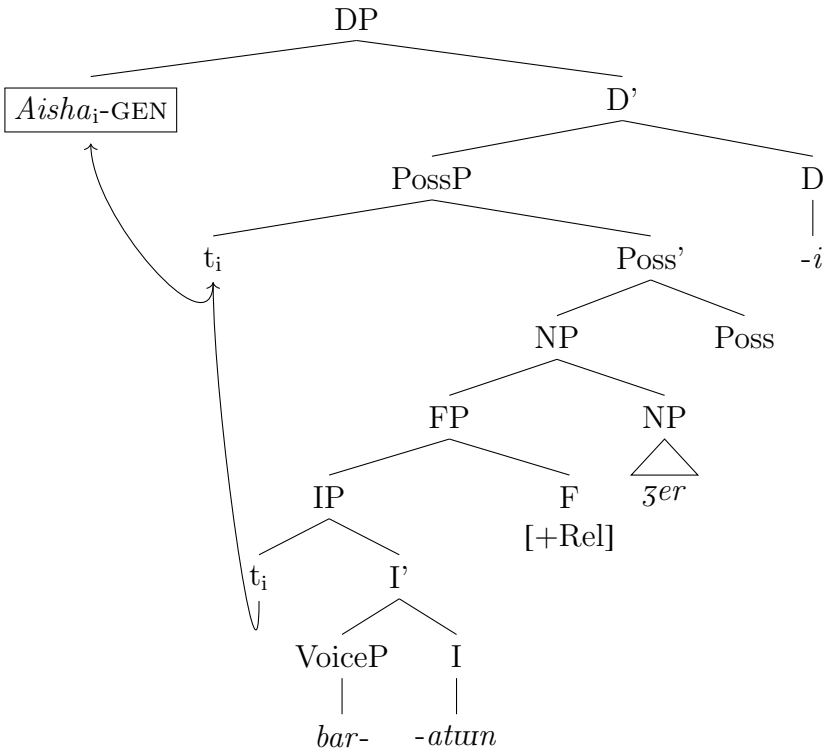 DP
Aishaᵢ-GEN D'
PossP D
tᵢ Poss' -i
NP Poss
FP NP
IP F ʒer
[+Rel]
tᵢ I'
VoiceP I
bar- -atɯn